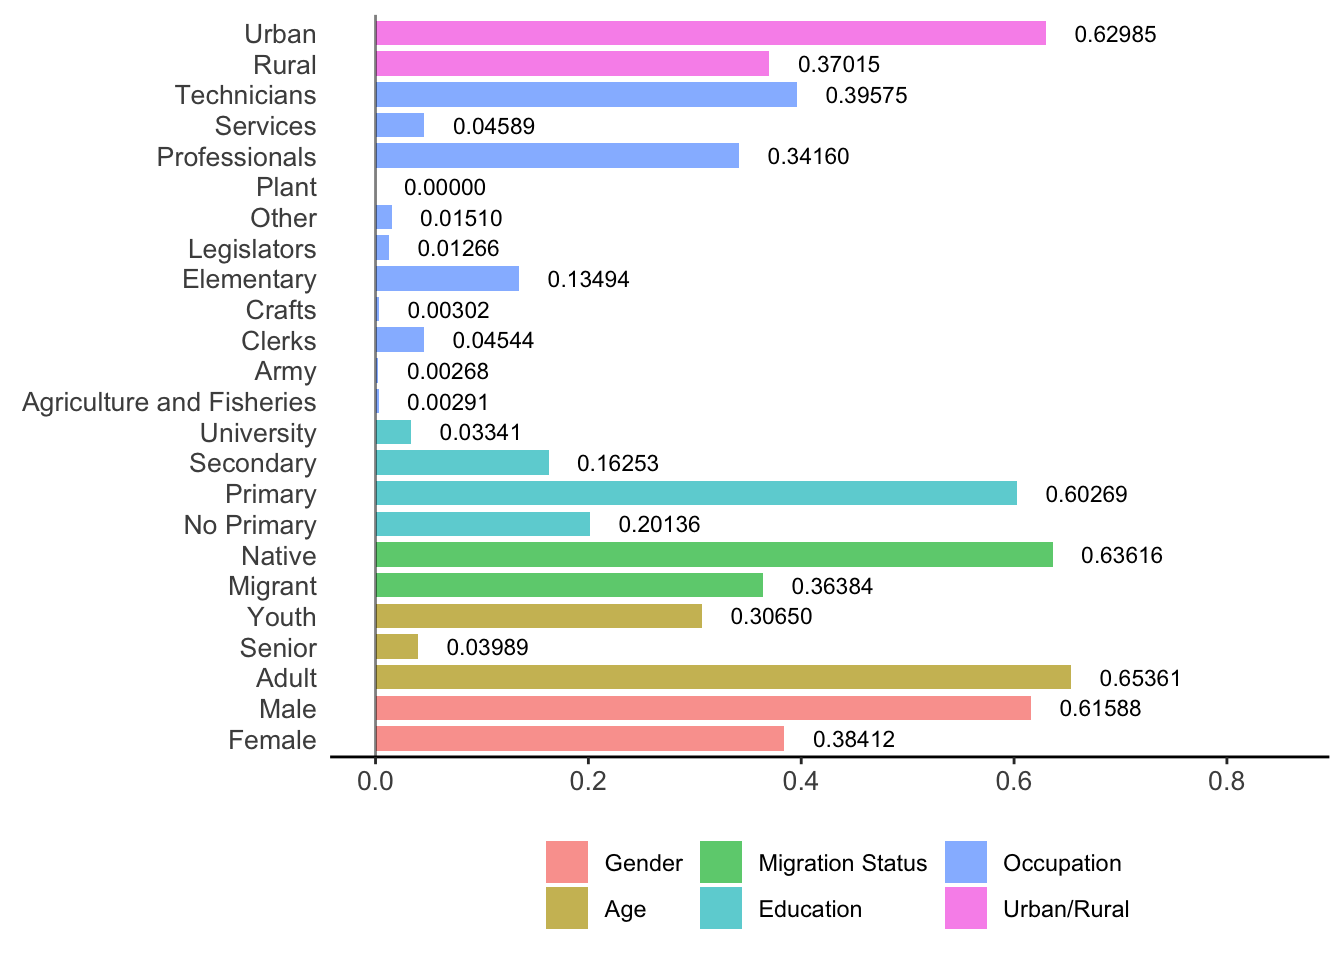 Urban 0.62985
Rural 0.37015
Technicians 0.39575
Services 0.04589
Professionals 0.34160
Plant 0.00000
Other 0.01510
Legislators 0.01266
Elementary 0.13494
Crafts 0.00302
Clerks 0.04544
Army 0.00268
Agriculture and Fisheries 0.00291
University 0.03341
Secondary 0.16253
Primary 0.60269
No Primary 0.20136
Native 0.63616
Migrant 0.36384
Youth 0.30650
Senior 0.03989
Adult 0.65361
Male 0.61588
Female 0.38412
0.0 0.2 0.4 0.6 0.8
Gender Migration Status Occupation
Age Education Urban/Rural